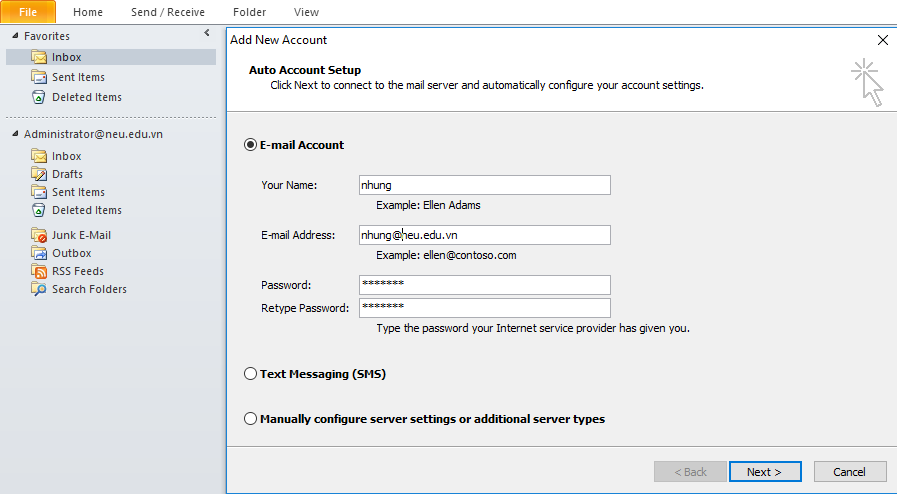 File Home Send / Receive Folder View
Favorites
Inbox
Sent Items
Deleted Items
Administrator@neu.edu.vn
Inbox
Drafts
Sent Items
Deleted Items
Junk E-Mail
Outbox
RSS Feeds
Search Folders
Add New Account
Auto Account Setup
Click Next to connect to the mail server and automatically configure your account settings.
E-mail Account
Your Name: nhung
Example: Ellen Adams
E-mail Address: nhung@neu.edu.vn
Example: ellen@contoso.com
Password: *******
Retype Password: *******
Type the password your Internet service provider has given you.
Text Messaging (SMS)
Manually configure server settings or additional server types
< Back Next > Cancel